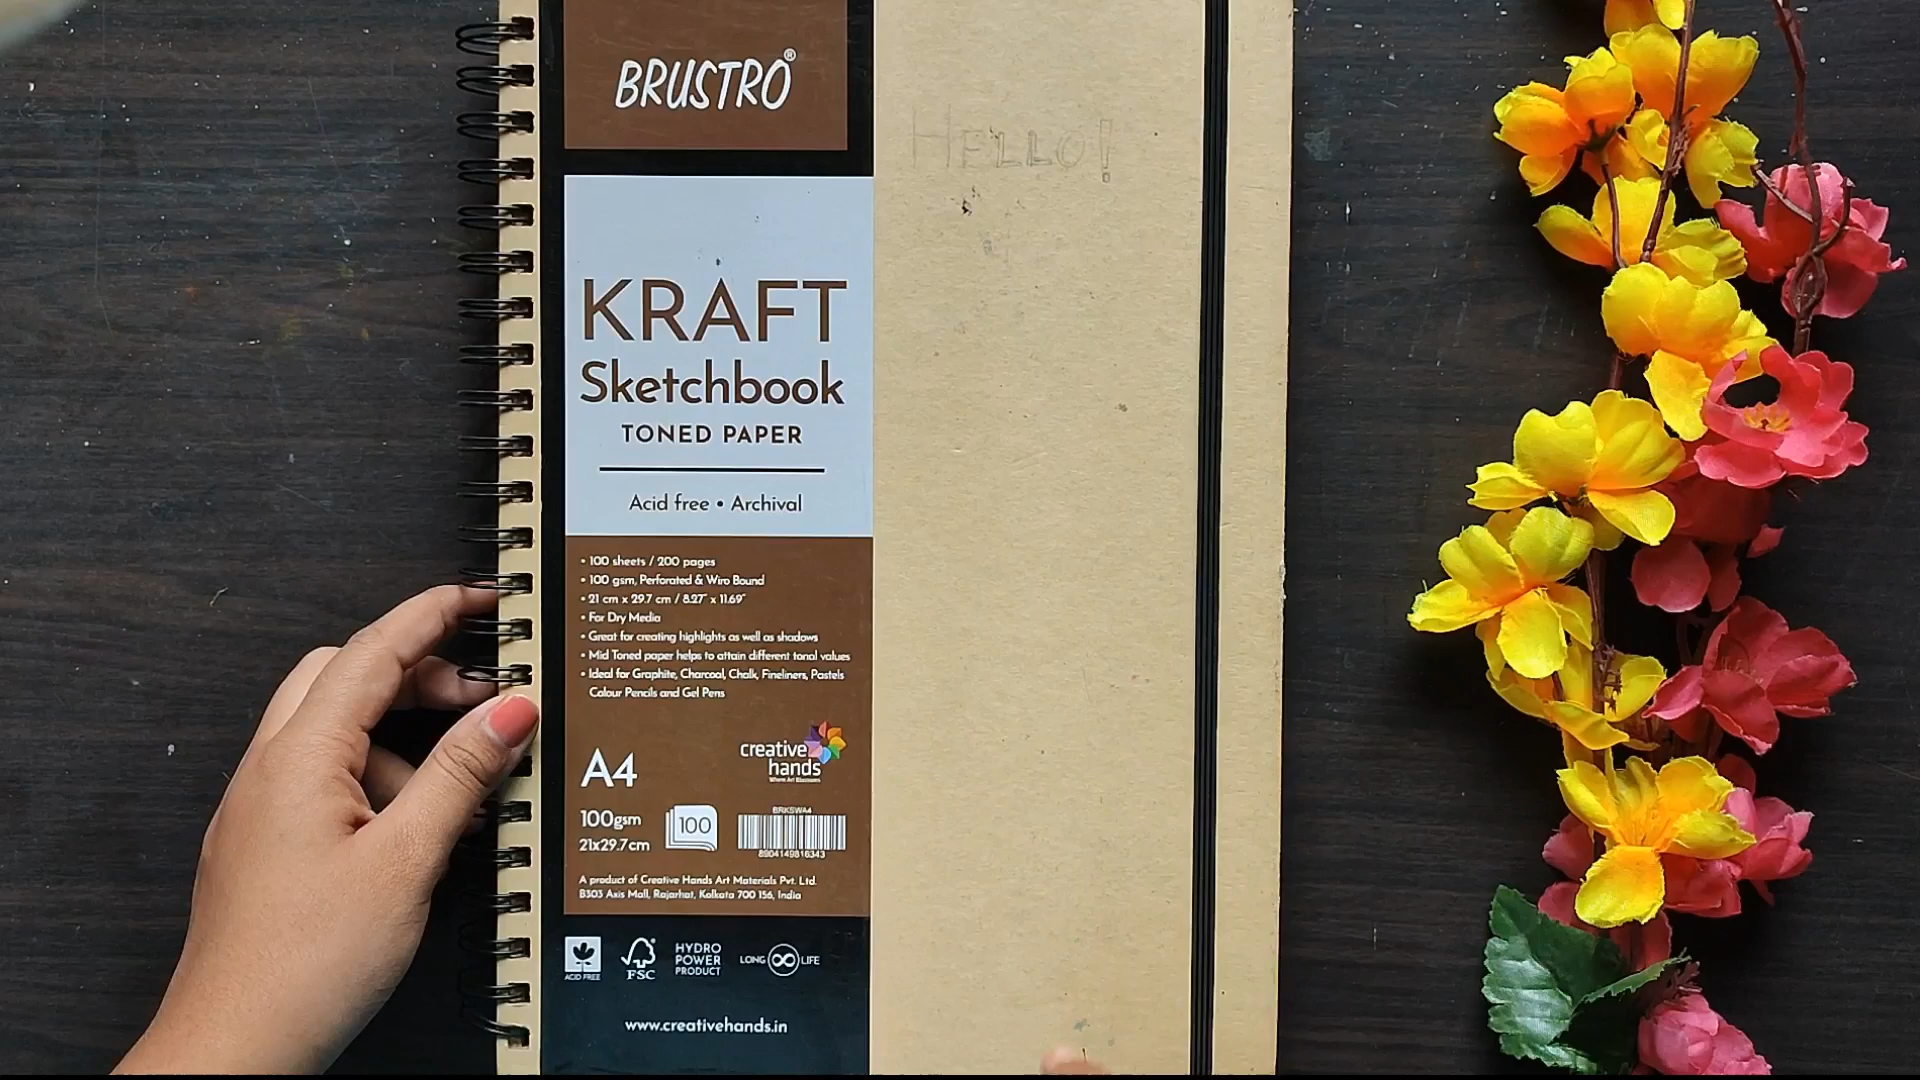 BRUSTRO®
HELLO!
KRAFT
Sketchbook
TONED PAPER
Acid free • Archival
• 100 sheets / 200 pages
• 100 gsm, Perforated & Wiro Bound
• 21 cm x 29.7 cm / 8.27" x 11.69"
• For Dry Media
• Great for creating highlights as well as shadows
• Mid Toned paper helps to attain different tonal values
• Ideal for Graphite, Charcoal, Chalk, Fineliners, Pastels
Colour Pencils and Gel Pens
creative
hands
Where Art Blossoms
A4
100gsm
21x29.7cm
100
BRKSWA4
8904149816343
A product of Creative Hands Art Materials Pvt. Ltd.
B303 Axis Mall, Rajarhat, Kolkata 700 156, India
ACID FREE
FSC
HYDRO
POWER
PRODUCT
LONG LIFE
www.creativehands.in